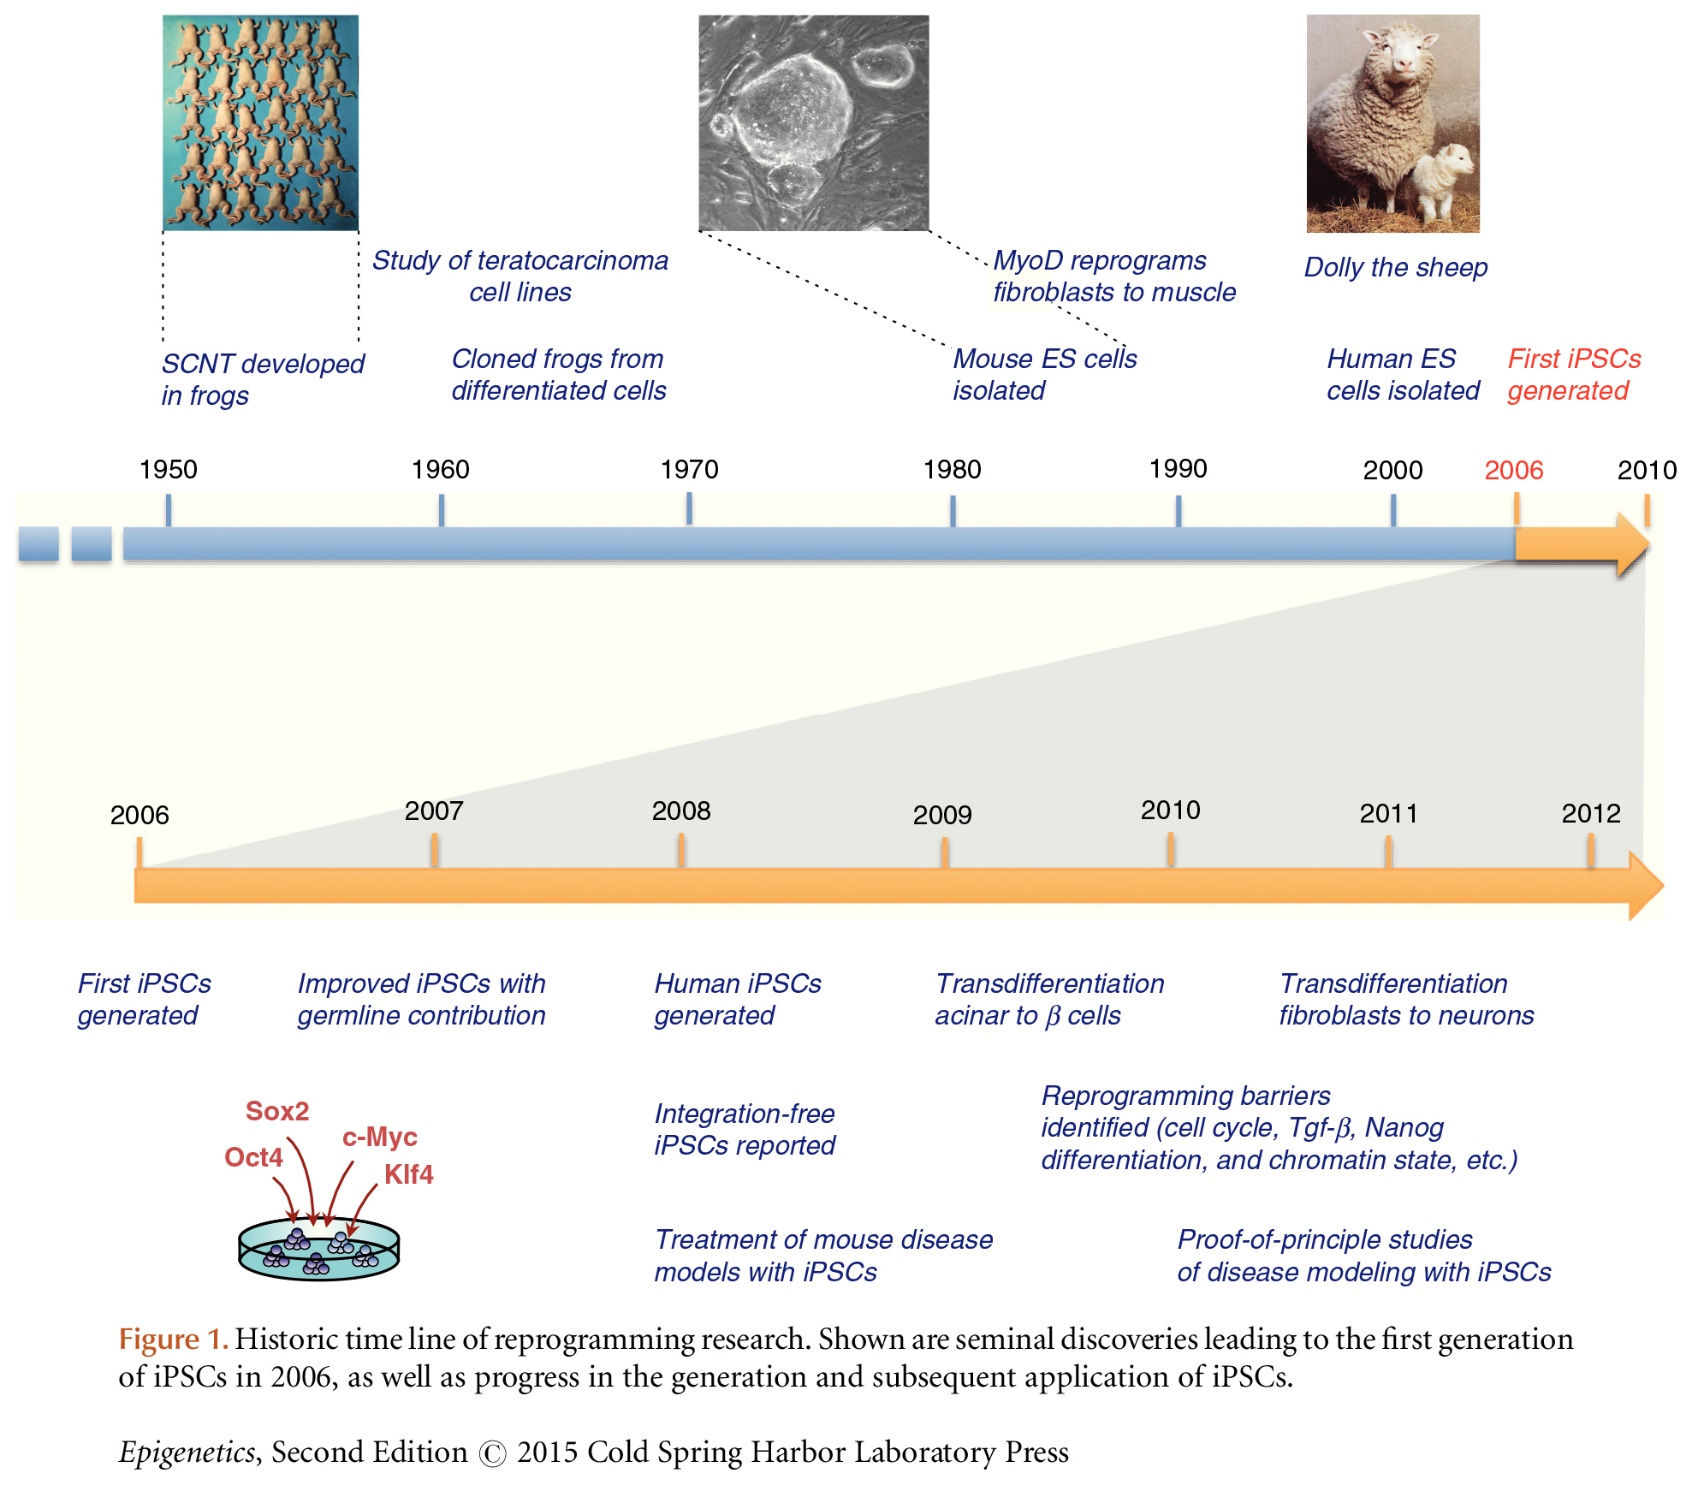 Study of teratocarcinoma
cell lines
MyoD reprograms
fibroblasts to muscle
Dolly the sheep
SCNT developed
in frogs
Cloned frogs from
differentiated cells
Mouse ES cells
isolated
Human ES
cells isolated
First iPSCs
generated
1950
1960
1970
1980
1990
2000
2006
2010
2006
2007
2008
2009
2010
2011
2012
First iPSCs
generated
Improved iPSCs with
germline contribution
Human iPSCs
generated
Transdifferentiation
acinar to β cells
Transdifferentiation
fibroblasts to neurons
Sox2
c-Myc
Oct4
Klf4
Integration-free
iPSCs reported
Reprogramming barriers
identified (cell cycle, Tgf-β, Nanog
differentiation, and chromatin state, etc.)
Treatment of mouse disease
models with iPSCs
Proof-of-principle studies
of disease modeling with iPSCs
Figure 1. Historic time line of reprogramming research. Shown are seminal discoveries leading to the first generation
of iPSCs in 2006, as well as progress in the generation and subsequent application of iPSCs.
Epigenetics, Second Edition © 2015 Cold Spring Harbor Laboratory Press